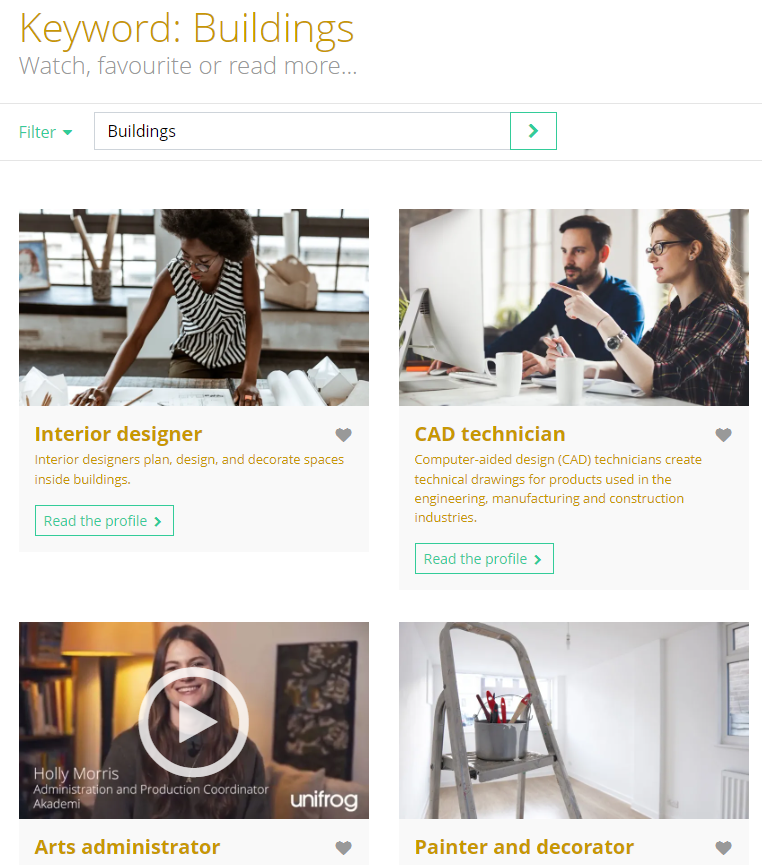 Keyword: Buildings
Watch, favourite or read more...
Filter
Buildings
Interior designer
Interior designers plan, design, and decorate spaces
inside buildings.
Read the profile
CAD technician
Computer-aided design (CAD) technicians create
technical drawings for products used in the
engineering, manufacturing and construction
industries.
Read the profile
Holly Morris
Administration and Production Coordinator
Akademi
unifrog
Arts administrator
Painter and decorator